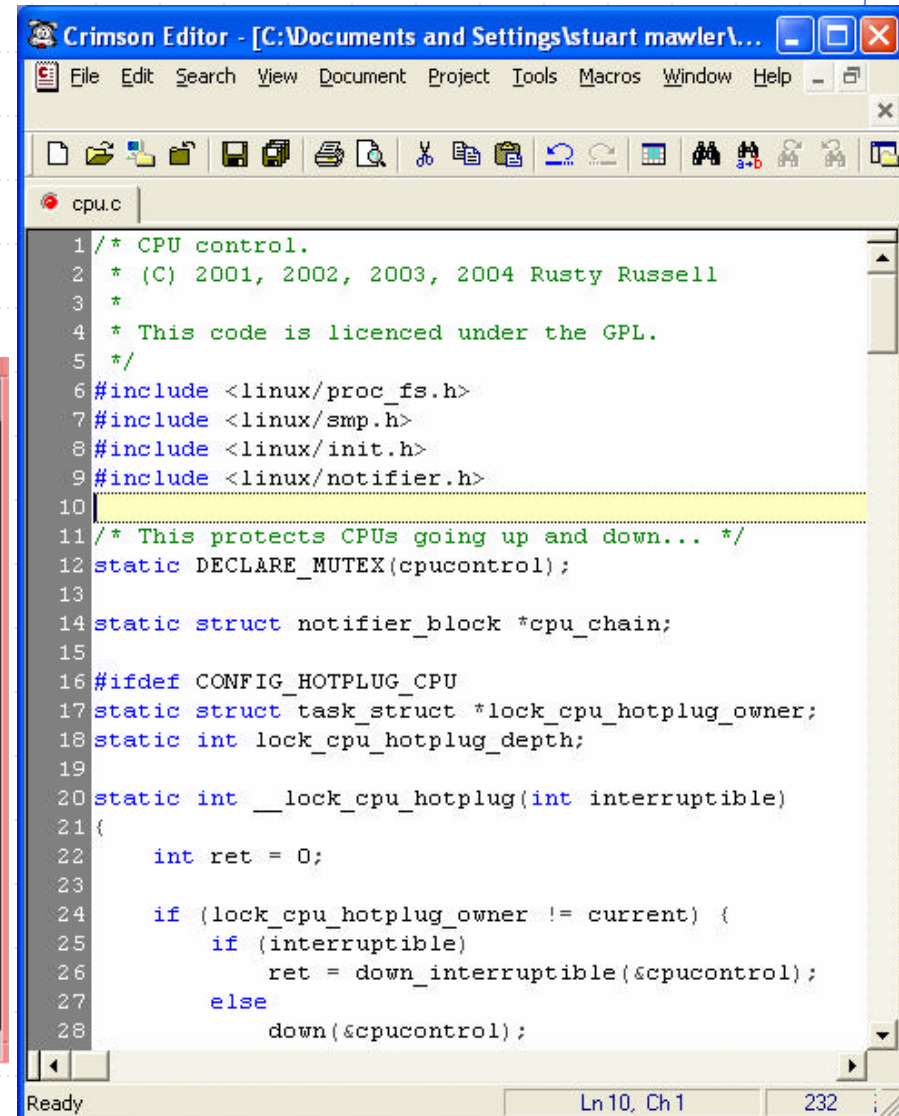 Crimson Editor - [C:\Documents and Settings\stuart mawler\...
File Edit Search View Document Project Tools Macros Window Help
cpu.c
1 /* CPU control.
2  * (C) 2001, 2002, 2003, 2004 Rusty Russell
3  *
4  * This code is licenced under the GPL.
5  */
6 #include <linux/proc_fs.h>
7 #include <linux/smp.h>
8 #include <linux/init.h>
9 #include <linux/notifier.h>
10
11 /* This protects CPUs going up and down... */
12 static DECLARE_MUTEX(cpucontrol);
13
14 static struct notifier_block *cpu_chain;
15
16 #ifdef CONFIG_HOTPLUG_CPU
17 static struct task_struct *lock_cpu_hotplug_owner;
18 static int lock_cpu_hotplug_depth;
19
20 static int __lock_cpu_hotplug(int interruptible)
21 {
22     int ret = 0;
23
24     if (lock_cpu_hotplug_owner != current) {
25         if (interruptible)
26             ret = down_interruptible(&cpucontrol);
27         else
28             down(&cpucontrol);
Ready Ln 10, Ch 1 232